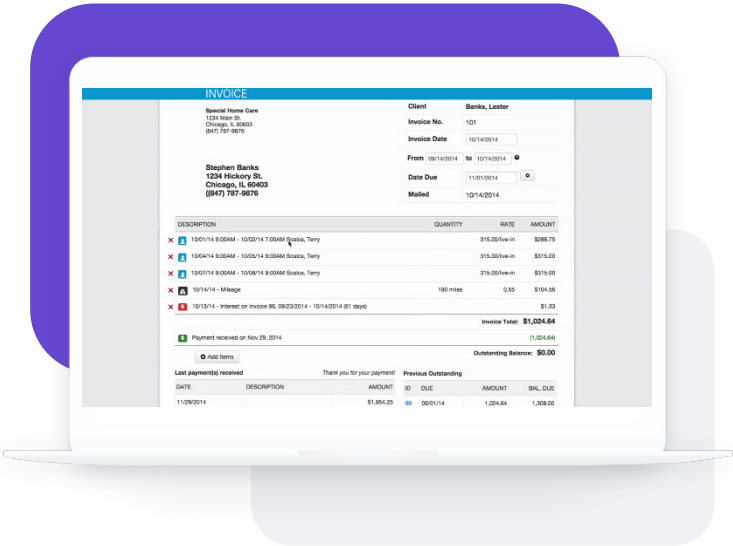 INVOICE
Special Home Care
1234 Main St.
Chicago, IL 60603
(847) 787-9876
Client Banks, Lester
Invoice No. 101
Invoice Date 10/14/2014
From 09/14/2014 to 10/14/2014
Date Due 11/01/2014
Mailed 10/14/2014
Stephen Banks
1234 Hickory St.
Chicago, IL 60403
((847) 787-9876
DESCRIPTION QUANTITY RATE AMOUNT
10/01/14 9:00AM - 10/02/14 7:00AM Scalca, Terry 315.00/live-in $288.75
10/04/14 9:00AM - 10/05/14 9:00AM Scalca, Terry 315.00/live-in $315.00
10/07/14 9:00AM - 10/08/14 9:00AM Scalca, Terry 315.00/live-in $315.00
10/14/14 - Mileage 190 miles 0.55 $104.56
10/13/14 - Interest on invoice 96, 08/23/2014 - 10/14/2014 (61 days) $1.33
Invoice Total: $1,024.64
Payment received on Nov 29, 2014 (1,024.64)
Outstanding Balance: $0.00
Add Items
Last payment(s) received Thank you for your payment!
DATE DESCRIPTION AMOUNT
11/29/2014 $1,654.25
Previous Outstanding
ID DUE AMOUNT BAL. DUE
99 09/01/14 1,024.64 1,308.00